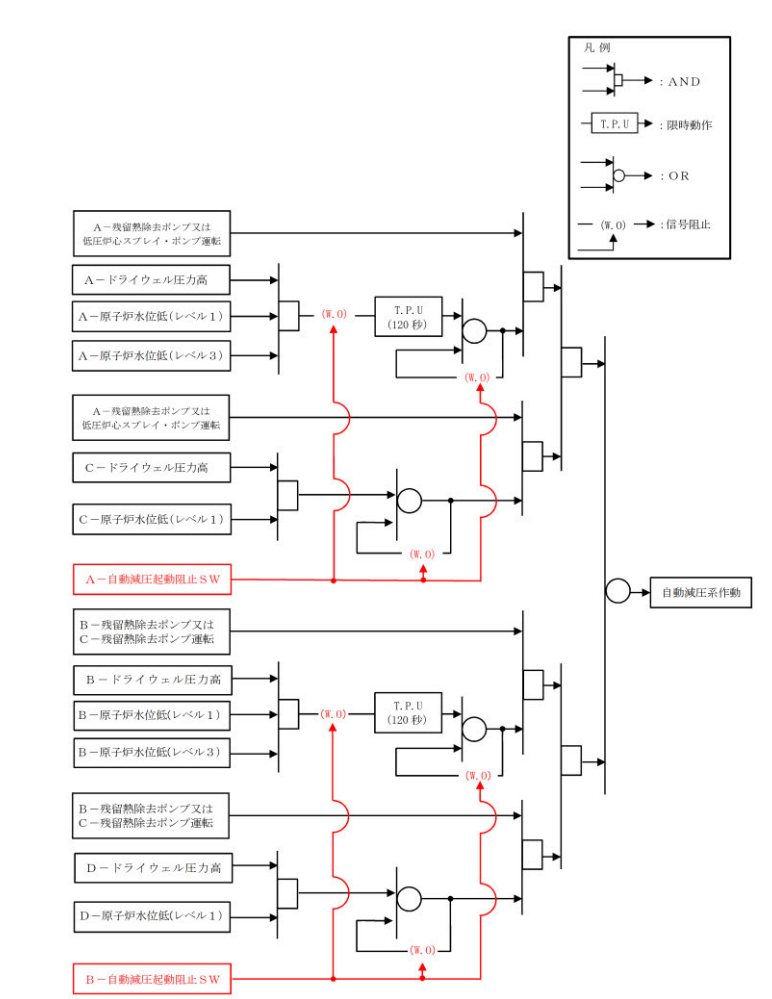 凡 例
：ＡＮＤ
T.P.U
：限時動作
：ＯＲ
(W.O)
：信号阻止
Ａ－残留熱除去ポンプ又は
低圧炉心スプレイ・ポンプ運転
Ａ－ドライウェル圧力高
Ａ－原子炉水位低(レベル１)
Ａ－原子炉水位低(レベル３)
(W.O)
T.P.U
(120 秒)
(W.O)
Ａ－残留熱除去ポンプ又は
低圧炉心スプレイ・ポンプ運転
Ｃ－ドライウェル圧力高
Ｃ－原子炉水位低(レベル１)
(W.O)
Ａ－自動減圧起動阻止ＳＷ
自動減圧系作動
Ｂ－残留熱除去ポンプ又は
Ｃ－残留熱除去ポンプ運転
Ｂ－ドライウェル圧力高
Ｂ－原子炉水位低(レベル１)
Ｂ－原子炉水位低(レベル３)
(W.O)
T.P.U
(120 秒)
(W.O)
Ｂ－残留熱除去ポンプ又は
Ｃ－残留熱除去ポンプ運転
Ｄ－ドライウェル圧力高
Ｄ－原子炉水位低(レベル１)
(W.O)
Ｂ－自動減圧起動阻止ＳＷ